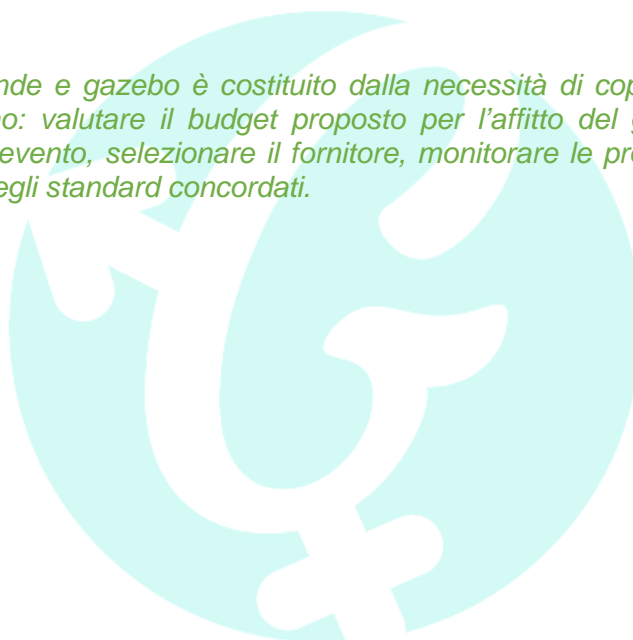 nde e gazebo è costituito dalla necessità di cop
o: valutare il budget proposto per l'affitto del
evento, selezionare il fornitore, monitorare le pr
egli standard concordati.